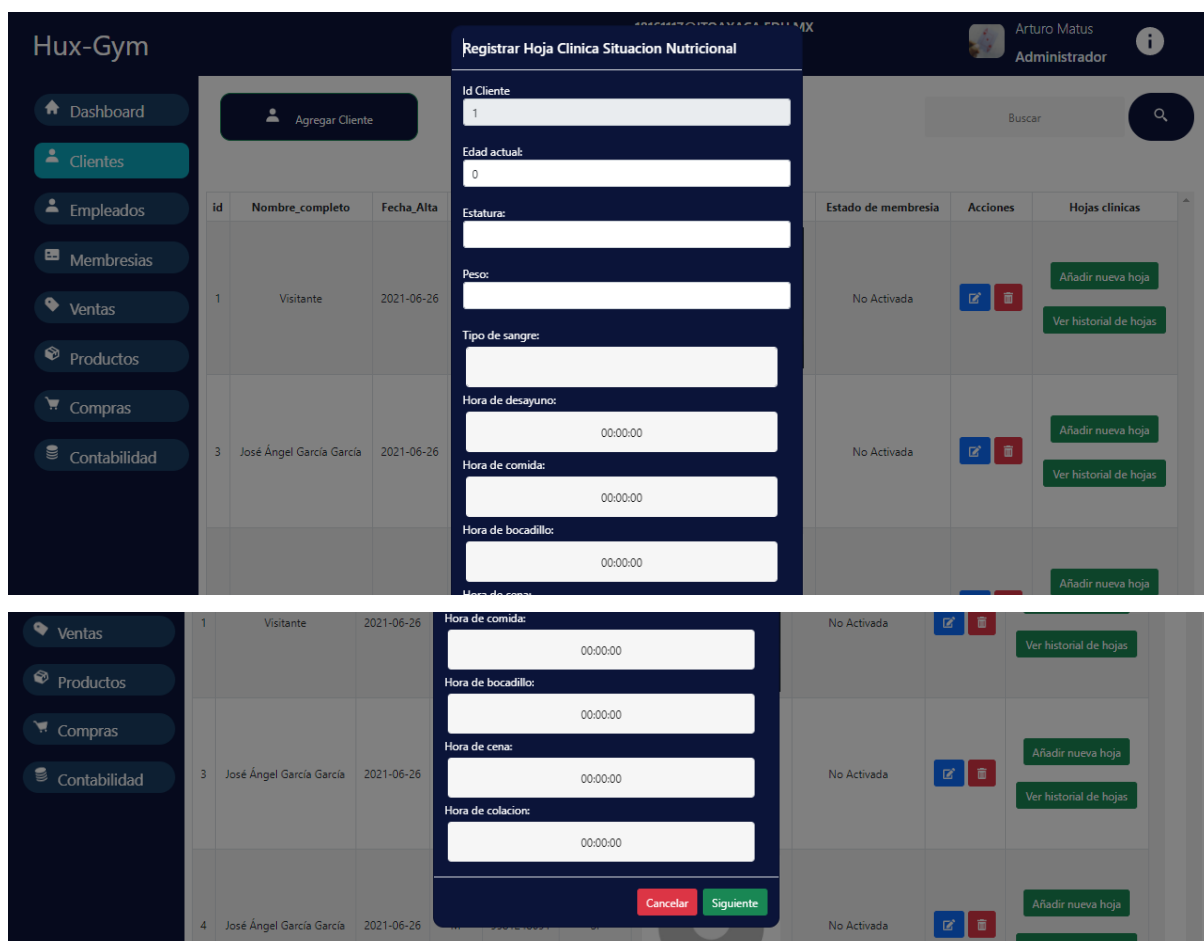 Hux-Gym
Arturo Matus
Administrador
Registrar Hoja Clinica Situacion Nutricional
Dashboard
Clientes
Empleados
Membresias
Ventas
Productos
Compras
Contabilidad
Agregar Cliente
Buscar
Id Cliente
1
Edad actual:
0
Estatura:
Peso:
Tipo de sangre:
Hora de desayuno:
00:00:00
Hora de comida:
00:00:00
Hora de bocadillo:
00:00:00
Hora de cena:
id Nombre_completo Fecha_Alta Estado de membresia Acciones Hojas clinicas
1 Visitante 2021-06-26 No Activada
Añadir nueva hoja
Ver historial de hojas
3 José Ángel García García 2021-06-26 No Activada
Añadir nueva hoja
Ver historial de hojas
Añadir nueva hoja
Ventas
Productos
Compras
Contabilidad
1 Visitante 2021-06-26 No Activada
Ver historial de hojas
3 José Ángel García García 2021-06-26 No Activada
Añadir nueva hoja
Ver historial de hojas
4 José Ángel García García 2021-06-26 No Activada
Añadir nueva hoja
Hora de comida:
00:00:00
Hora de bocadillo:
00:00:00
Hora de cena:
00:00:00
Hora de colacion:
00:00:00
Cancelar Siguiente